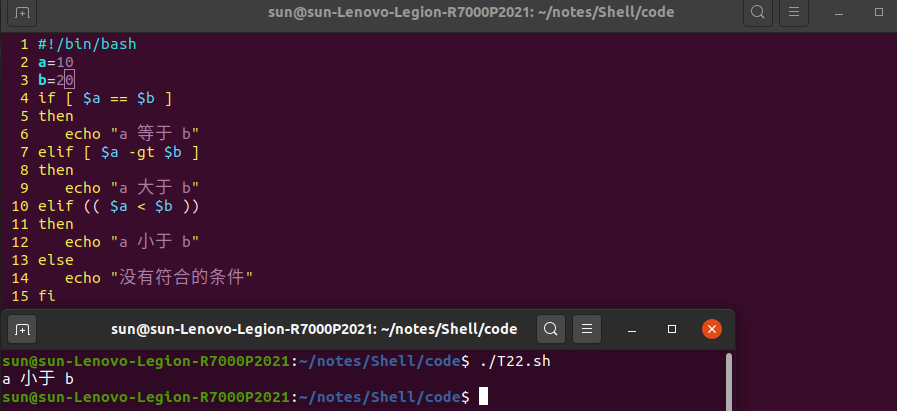 sun@sun-Lenovo-Legion-R7000P2021: ~/notes/Shell/code
1 #!/bin/bash
2 a=10
3 b=20
4 if [ $a == $b ]
5 then
6    echo "a 等于 b"
7 elif [ $a -gt $b ]
8 then
9    echo "a 大于 b"
10 elif (( $a < $b ))
11 then
12    echo "a 小于 b"
13 else
14    echo "没有符合的条件"
15 fi
sun@sun-Lenovo-Legion-R7000P2021: ~/notes/Shell/code
sun@sun-Lenovo-Legion-R7000P2021:~/notes/Shell/code$ ./T22.sh
a 小于 b
sun@sun-Lenovo-Legion-R7000P2021:~/notes/Shell/code$